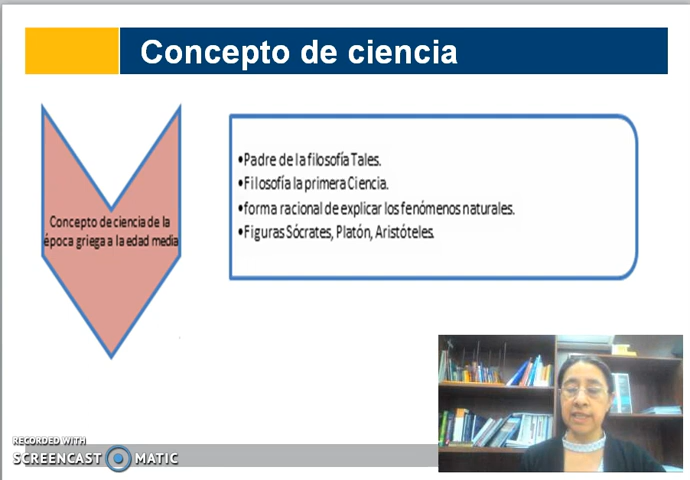 Concepto de ciencia
Concepto de ciencia de la
época griega a la edad media
•Padre de la filosofía Tales.
•Filosofía la primera Ciencia.
•forma racional de explicar los fenómenos naturales.
•Figuras Sócrates, Platón, Aristóteles.
RECORDED WITH
SCREENCAST MATIC